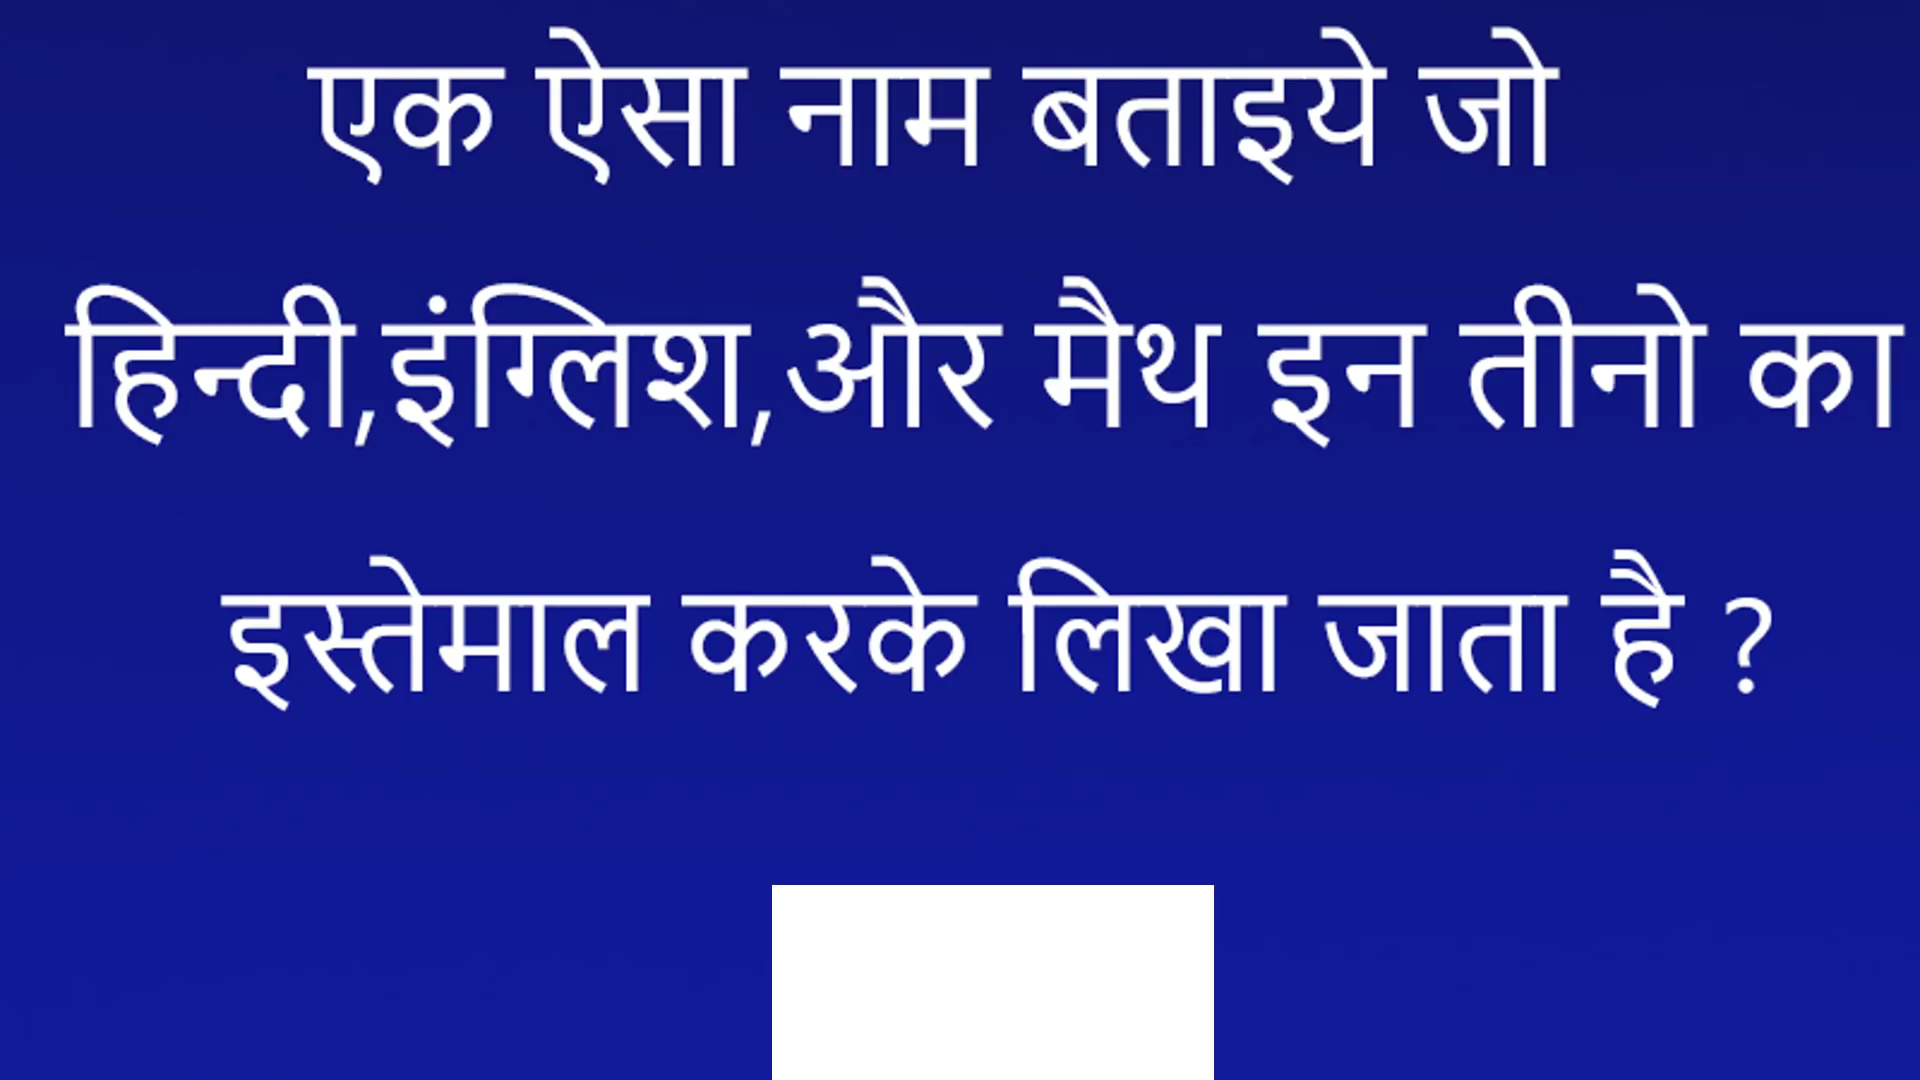 एक ऐसा नाम बताइये जो
हिन्दी,इंग्लिश,और मैथ इन तीनो का
इस्तेमाल करके लिखा जाता है ?